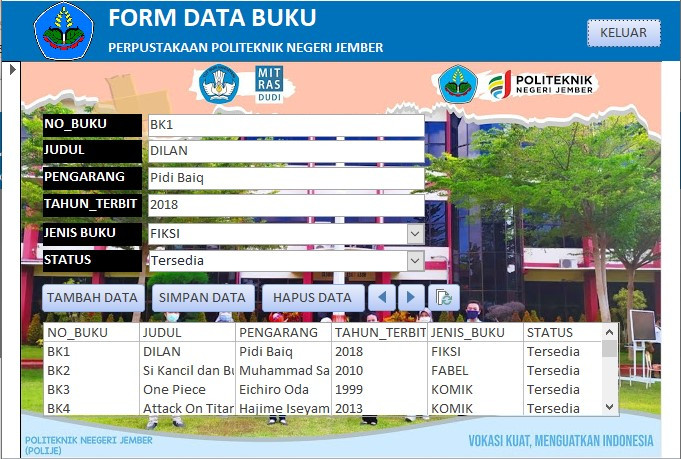 FORM DATA BUKU
PERPUSTAKAAN POLITEKNIK NEGERI JEMBER
KELUAR
MIT
RAS
DUDI
POLITEKNIK
NEGERI JEMBER
NO_BUKU BK1
JUDUL DILAN
PENGARANG Pidi Baiq
TAHUN_TERBIT 2018
JENIS BUKU FIKSI
STATUS Tersedia
TAMBAH DATA SIMPAN DATA HAPUS DATA
NO_BUKU JUDUL PENGARANG TAHUN_TERBIT JENIS_BUKU STATUS
BK1 DILAN Pidi Baiq 2018 FIKSI Tersedia
BK2 Si Kancil dan Bu Muhammad Sa 2010 FABEL Tersedia
BK3 One Piece Eichiro Oda 1999 KOMIK Tersedia
BK4 Attack On Titan Hajime Iseyam 2013 KOMIK Tersedia
POLITEKNIK NEEGERI JEMBER
(POLIJE)
VOKASI KUAT, MENGUATKAN INDONESIA